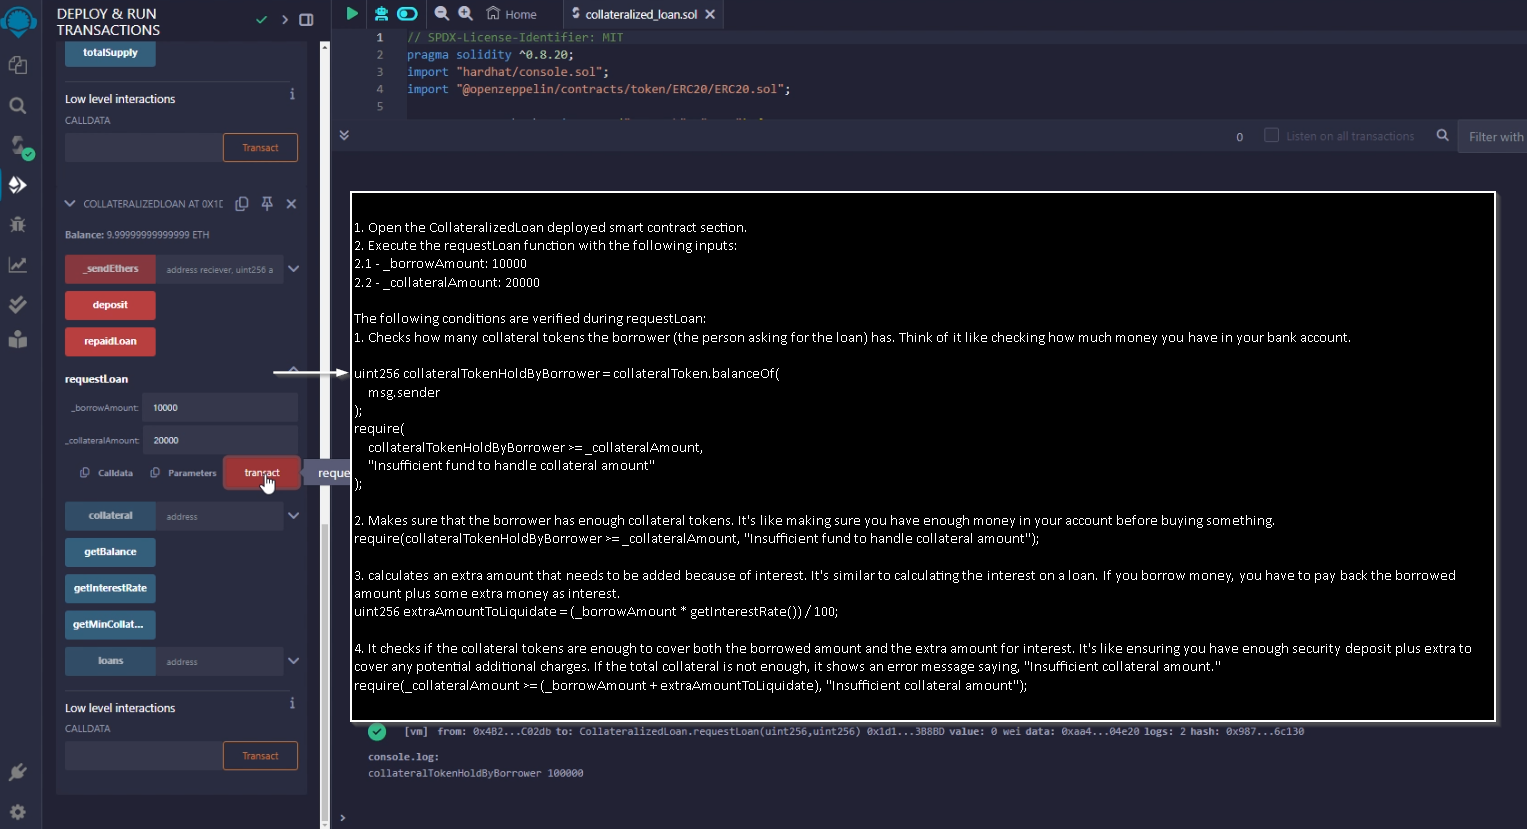 DEPLOY & RUN
TRANSACTIONS
totalSupply
Low level interactions
CALLDATA
Transact
COLLATERALIZEDLOAN AT 0X1D
Balance: 9.99999999999999 ETH
_sendEthers
address reciever, uint256 a
deposit
repaidLoan
requestLoan
_borrowAmount:
10000
_collateralAmount:
20000
Calldata
Parameters
transact
reque
collateral
address
getBalance
getInterestRate
getMinCollat...
loans
address
Low level interactions
CALLDATA
Transact
Home
collateralized_loan.sol
1 // SPDX-License-Identifier: MIT
2 pragma solidity ^0.8.20;
3 import "hardhat/console.sol";
4 import "@openzeppelin/contracts/token/ERC20/ERC20.sol";
5
0
Listen on all transactions
Filter with
1. Open the CollateralizedLoan deployed smart contract section.
2. Execute the requestLoan function with the following inputs:
2.1 - _borrowAmount: 10000
2.2 - _collateralAmount: 20000
The following conditions are verified during requestLoan:
1. Checks how many collateral tokens the borrower (the person asking for the loan) has. Think of it like checking how much money you have in your bank account.
uint256 collateralTokenHoldByBorrower = collateralToken.balanceOf(
msg.sender
);
require(
collateralTokenHoldByBorrower >= _collateralAmount,
"Insufficient fund to handle collateral amount"
);
2. Makes sure that the borrower has enough collateral tokens. It's like making sure you have enough money in your account before buying something.
require(collateralTokenHoldByBorrower >= _collateralAmount, "Insufficient fund to handle collateral amount");
3. calculates an extra amount that needs to be added because of interest. It's similar to calculating the interest on a loan. If you borrow money, you have to pay back the borrowed
amount plus some extra money as interest.
uint256 extraAmountToLiquidate = (_borrowAmount * getInterestRate()) / 100;
4. It checks if the collateral tokens are enough to cover both the borrowed amount and the extra amount for interest. It's like ensuring you have enough security deposit plus extra to
cover any potential additional charges. If the total collateral is not enough, it shows an error message saying, "Insufficient collateral amount."
require(_collateralAmount >= (_borrowAmount + extraAmountToLiquidate), "Insufficient collateral amount");
[vm] from: 0x4B2...C02db to: CollateralizedLoan.requestLoan(uint256,uint256) 0x1d1...3B8BD value: 0 wei data: 0xaa4...04e20 logs: 2 hash: 0x987...6c130
console.log:
collateralTokenHoldByBorrower 100000